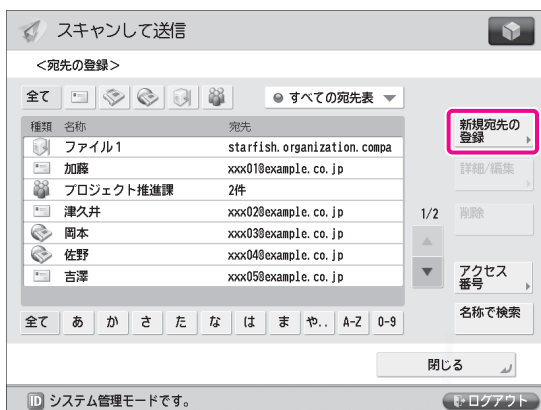 スキャンして送信
<宛先の登録>
全て
すべての宛先表
種類 名称 宛先
ファイル1 starfish.organization.compa
加藤 xxx01@example.co.jp
プロジェクト推進課 2件
津久井 xxx02@example.co.jp
岡本 xxx03@example.co.jp
佐野 xxx04@example.co.jp
吉澤 xxx05@example.co.jp
1/2
新規宛先の
登録
詳細/編集
削除
アクセス
番号
名称で検索
全て あ か さ た な は ま や.. A-Z 0-9
閉じる
ID システム管理モードです。
ログアウト